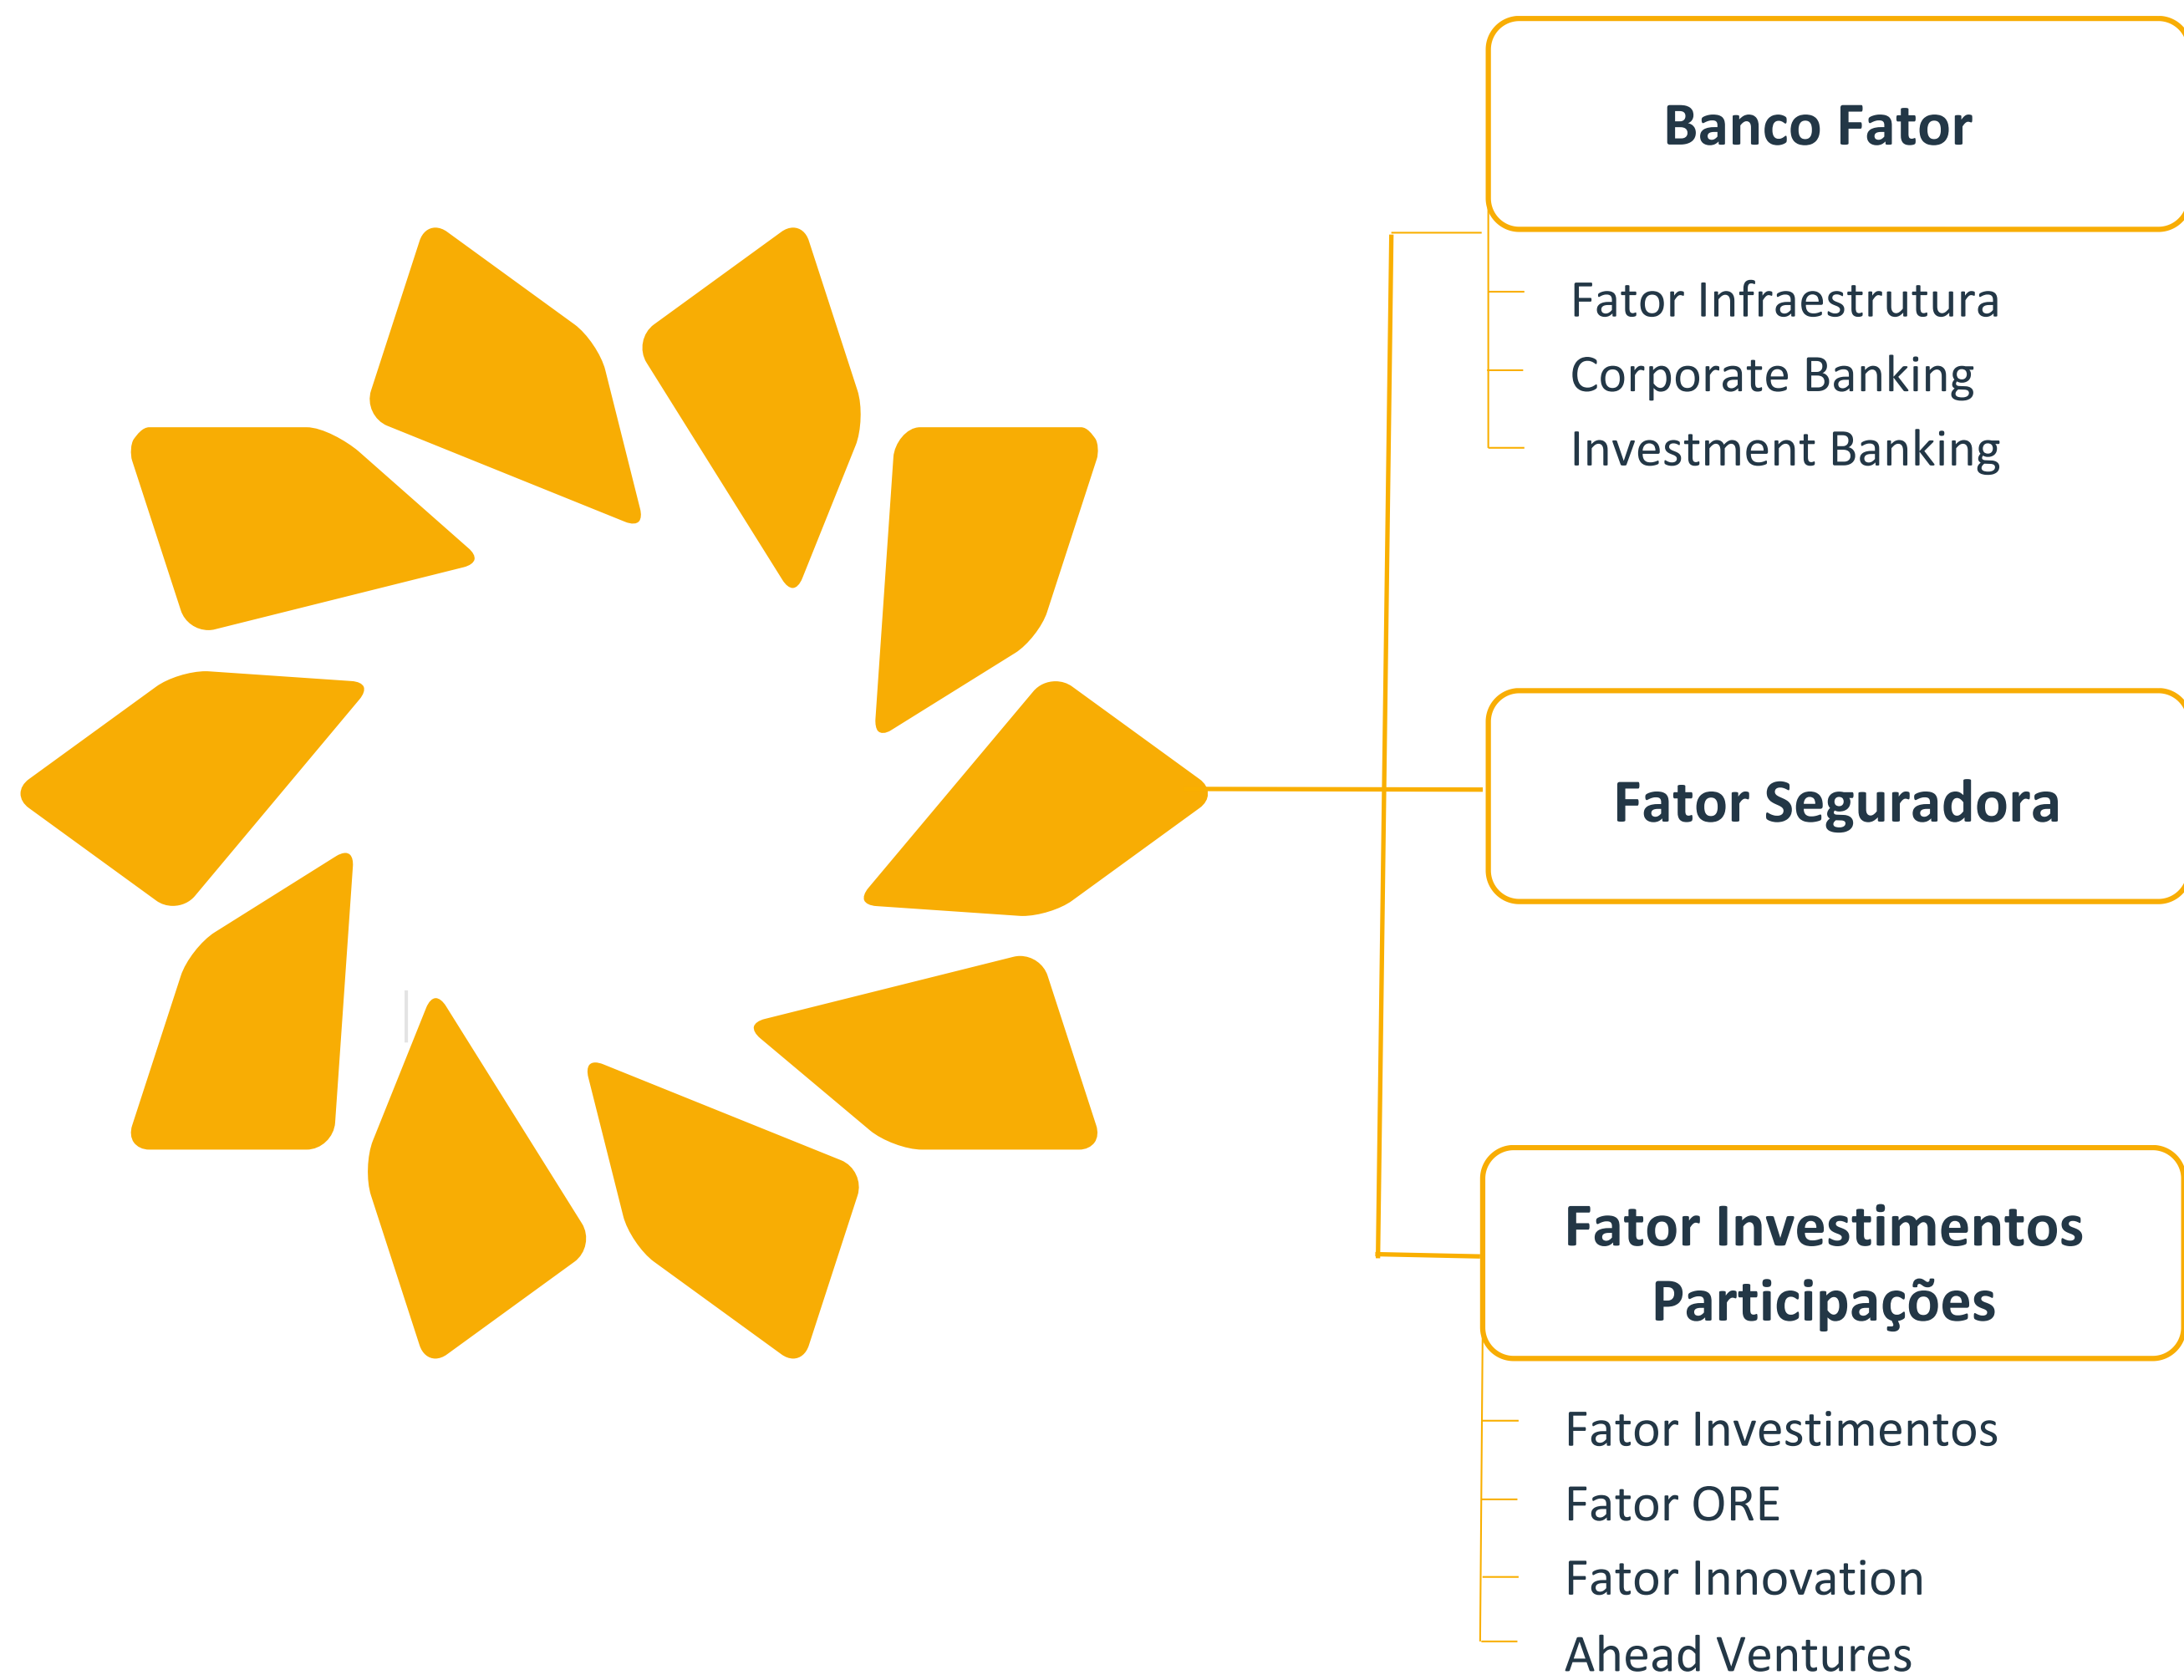 Banco Fator
Fator Infraestrutura
Corporate Banking
Investment Banking
Fator Seguradora
Fator Investimentos
Participações
Fator Investimentos
Fator ORE
Fator Innovation
Ahead Ventures